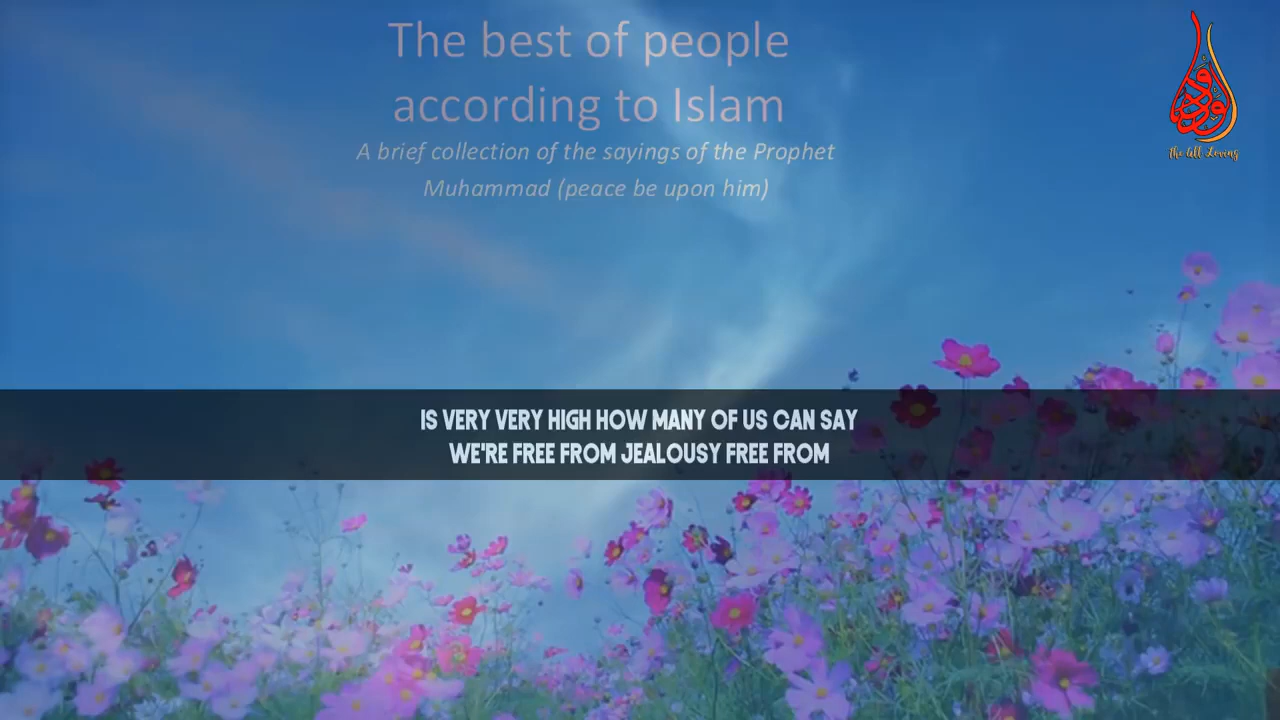 The best of people
according to Islam
A brief collection of the sayings of the Prophet
Muhammad (peace be upon him)
الودود
The All Loving
IS VERY VERY HIGH HOW MANY OF US CAN SAY
WE'RE FREE FROM JEALOUSY FREE FROM